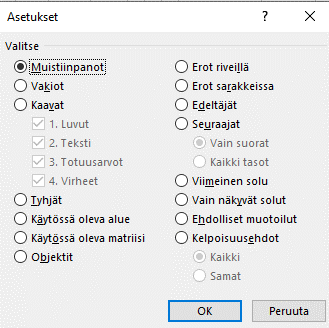 Asetukset
Valitse
Muistiinpanot
Vakiot
Kaavat
1. Luvut
2. Teksti
3. Totuusarvot
4. Virheet
Tyhjät
Käytössä oleva alue
Käytössä oleva matriisi
Objektit
Erot riveillä
Erot sarakkeissa
Edeltäjät
Seuraajat
Vain suorat
Kaikki tasot
Viimeinen solu
Vain näkyvät solut
Ehdolliset muotoilut
Kelpoisuusehdot
Kaikki
Samat
OK
Peruuta